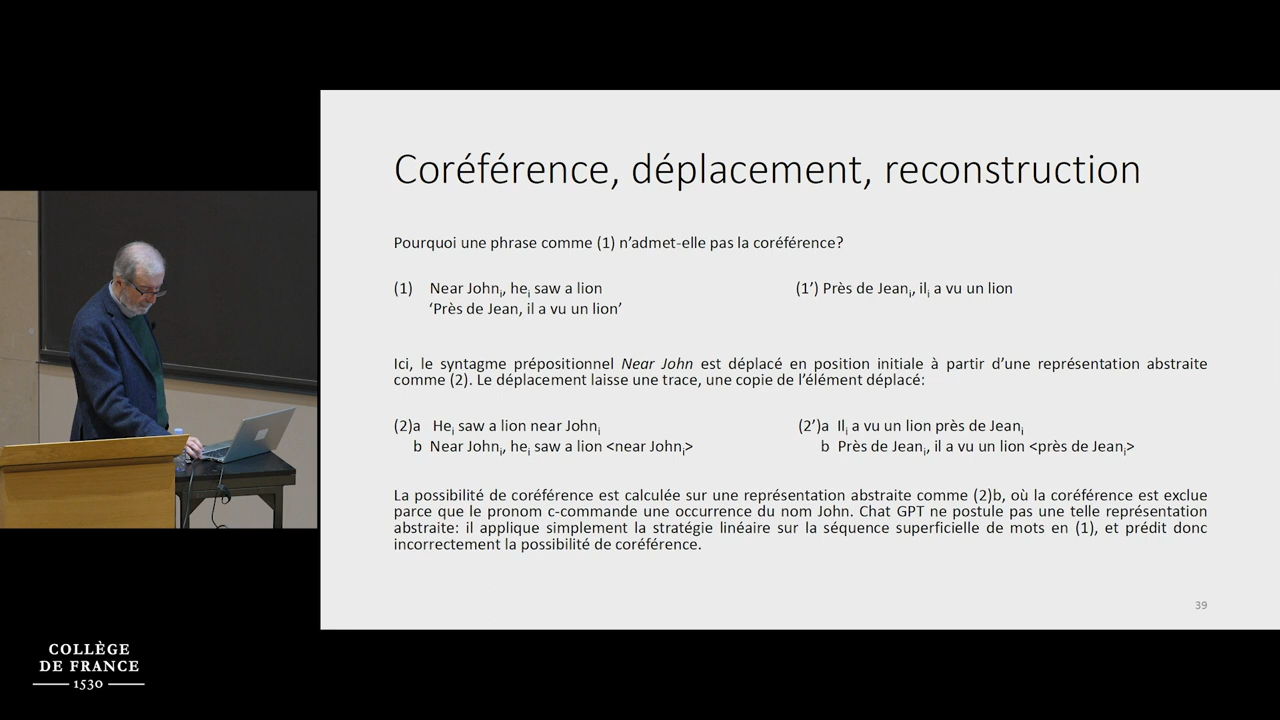 Coréférence, déplacement, reconstruction
Pourquoi une phrase comme (1) n’admet-elle pas la coréférence?
(1) Near Johnᵢ, heᵢ saw a lion (1’) Près de Jeanᵢ, ilᵢ a vu un lion
‘Près de Jean, il a vu un lion’
Ici, le syntagme prépositionnel Near John est déplacé en position initiale à partir d’une représentation abstraite
comme (2). Le déplacement laisse une trace, une copie de l’élément déplacé:
(2)a Heᵢ saw a lion near Johnᵢ (2’)a Ilᵢ a vu un lion près de Jeanᵢ
b Near Johnᵢ, heᵢ saw a lion <near Johnᵢ> b Près de Jeanᵢ, il a vu un lion <près de Jeanᵢ>
La possibilité de coréférence est calculée sur une représentation abstraite comme (2)b, où la coréférence est exclue
parce que le pronom c-commande une occurrence du nom John. Chat GPT ne postule pas une telle représentation
abstraite: il applique simplement la stratégie linéaire sur la séquence superficielle de mots en (1), et prédit donc
incorrectement la possibilité de coréférence.
39
COLLÈGE
DE FRANCE
1530